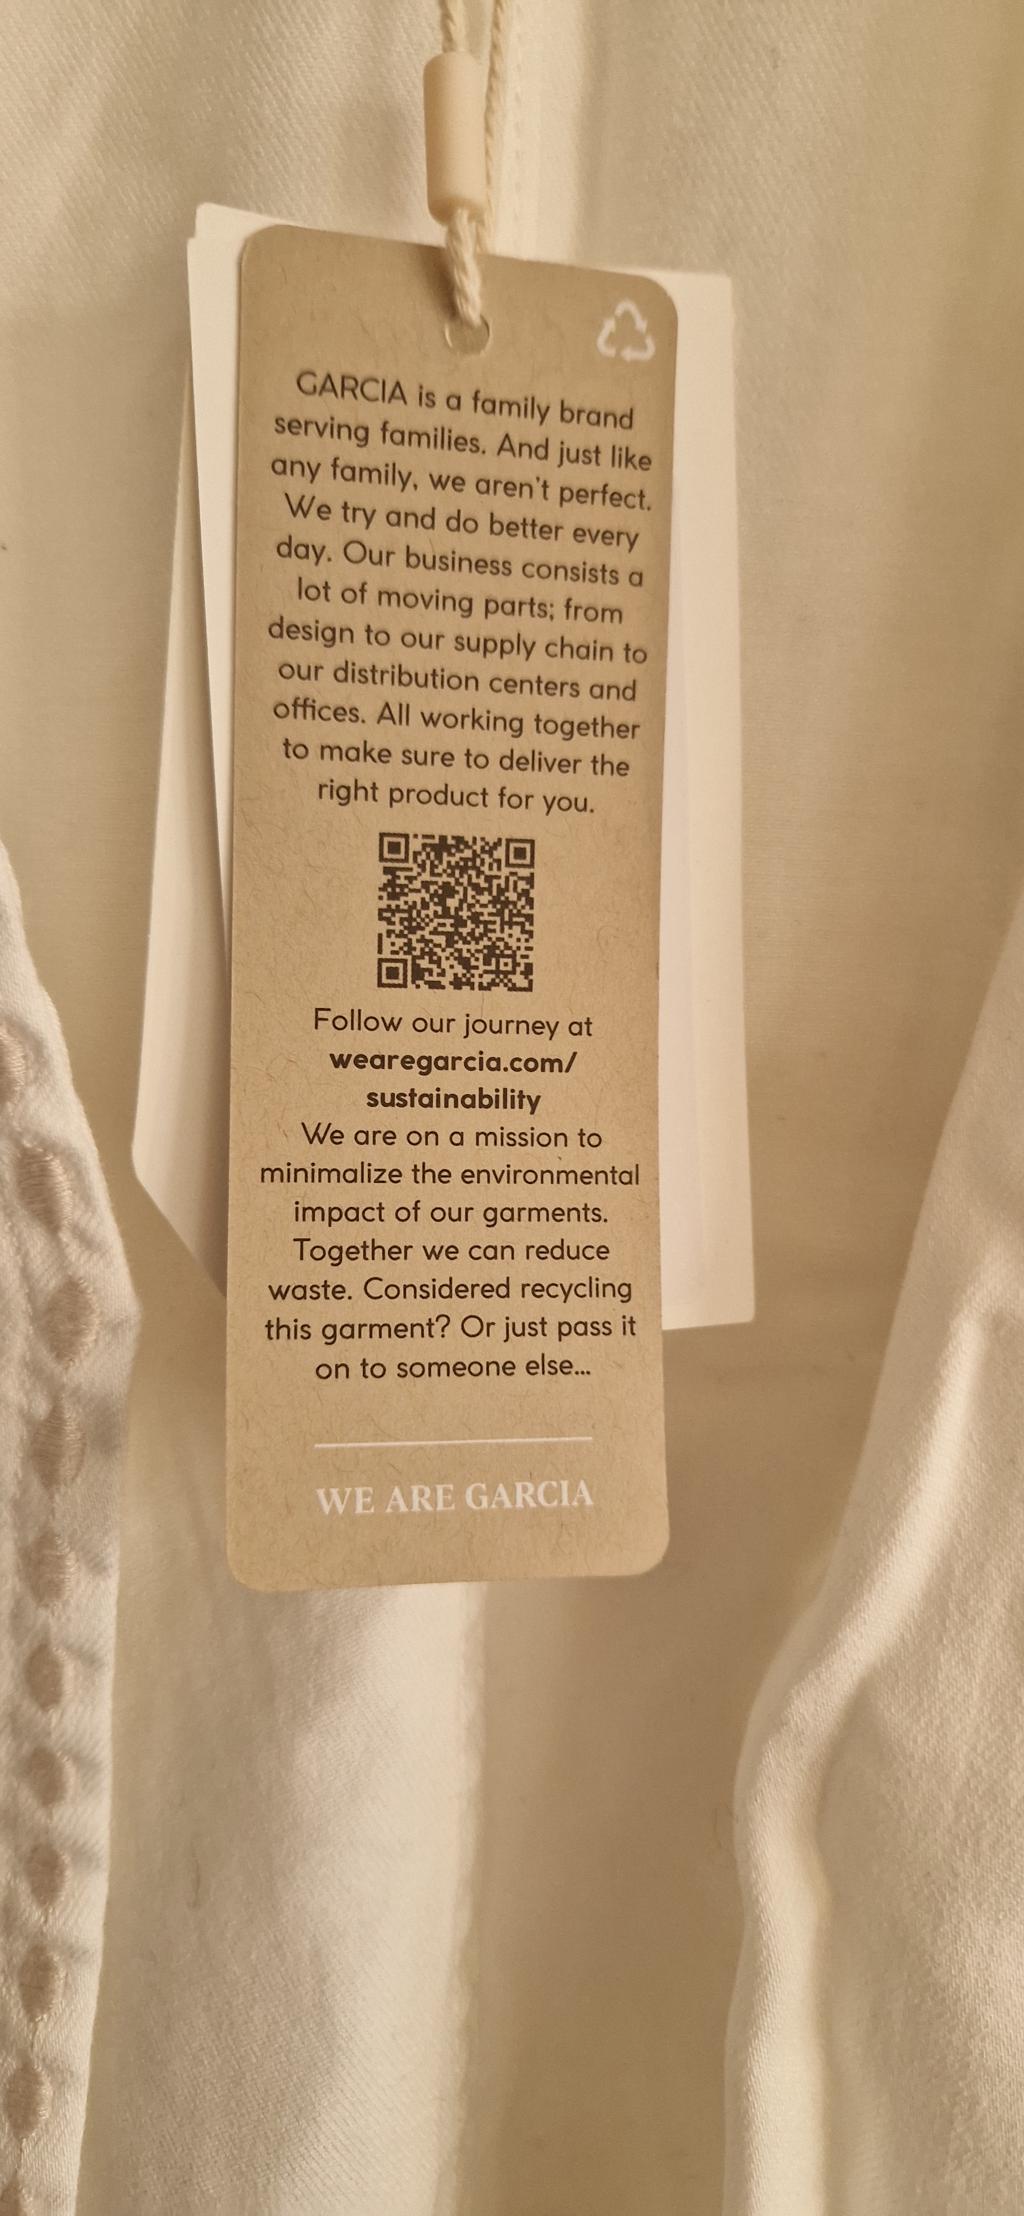 GARCIA is a family brand
serving families. And just like
any family, we aren't perfect.
We try and do better every
day. Our business consists a
lot of moving parts; from
design to our supply chain to
our distribution centers and
offices. All working together
to make sure to deliver the
right product for you.
Follow our journey at
wearegarcia.com/
sustainability
We are on a mission to
minimalize the environmental
impact of our garments.
Together we can reduce
waste. Considered recycling
this garment? Or just pass it
on to someone else...
WE ARE GARCIA